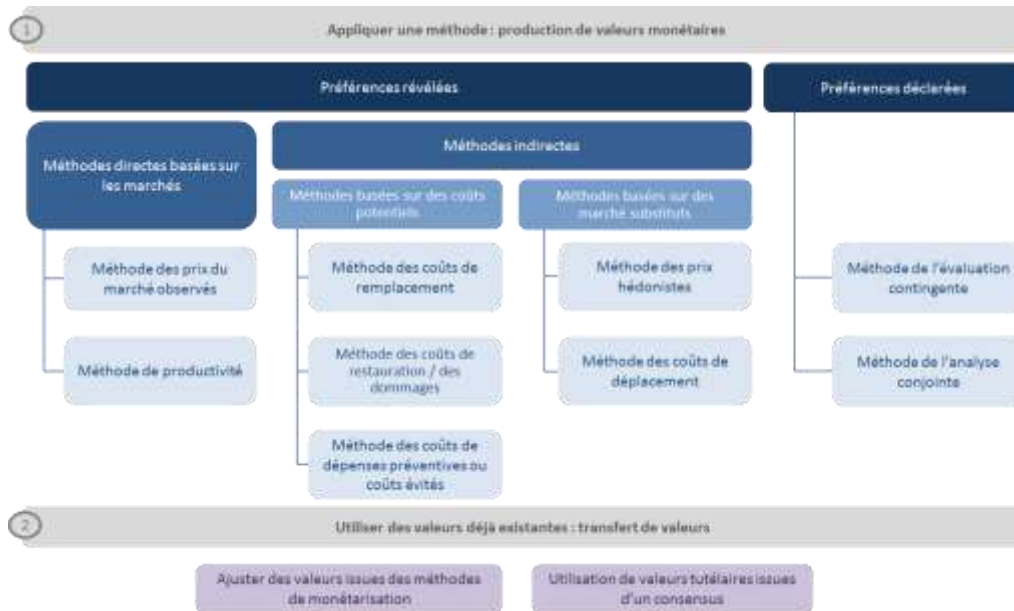 1
Appliquer une méthode : production de valeurs monétaires
Préférences révélées
Préférences déclarées
Méthodes directes basées sur
les marchés
Méthodes indirectes
Méthodes basées sur des coûts
potentiels
Méthodes basées sur des
marché substituts
Méthode des prix du
marché observés
Méthode des coûts de
remplacement
Méthode des prix
hédonistes
Méthode de l'évaluation
contingente
Méthode de productivité
Méthode des coûts de
restauration / des
dommages
Méthode des coûts de
déplacement
Méthode de l'analyse
conjointe
Méthode des coûts de
dépenses préventives ou
coûts évités
2
Utiliser des valeurs déjà existantes : transfert de valeurs
Ajuster des valeurs issues des méthodes
de monétarisation
Utilisation de valeurs tutélaires issues
d'un consensus